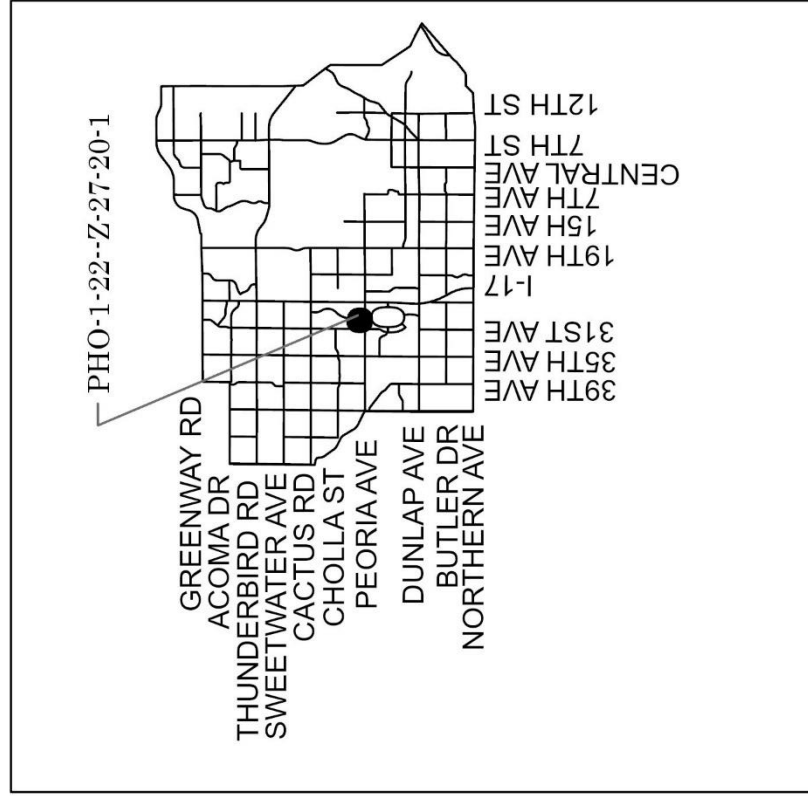 PHO-1-22--Z-27-20-1
GREENWAY RD
ACOMA DR
THUNDERBIRD RD
SWEETWATER AVE
CACTUS RD
CHOLLA ST
PEORIA AVE
DUNLAP AVE
BUTLER DR
NORTHERN AVE
39TH AVE
35TH AVE
31ST AVE
I-17
19TH AVE
15H AVE
7TH AVE
CENTRAL AVE
7TH ST
12TH ST